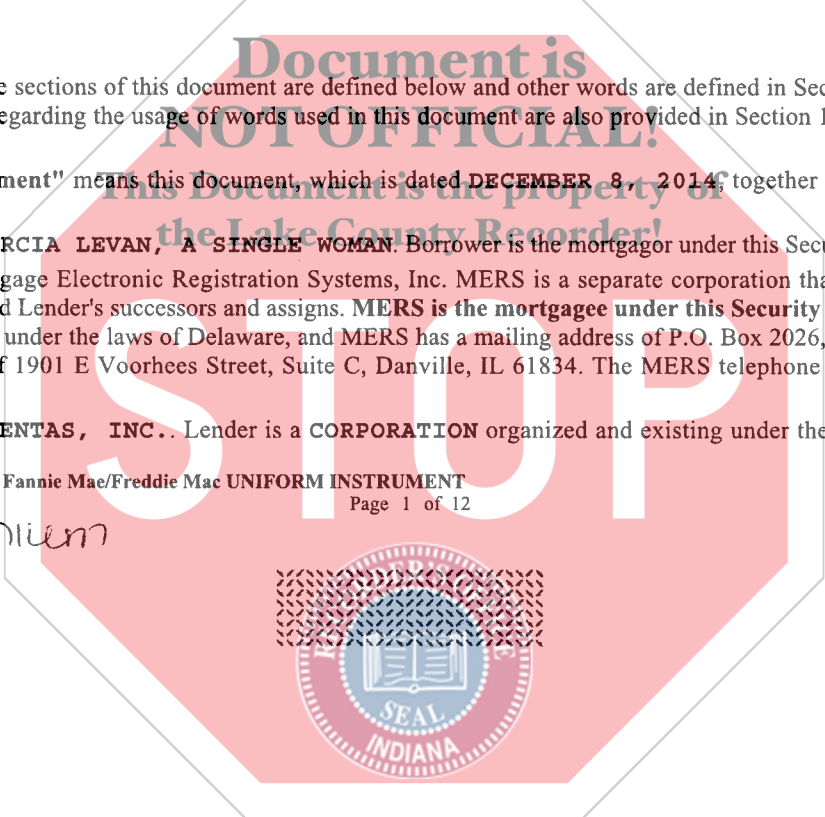 Document is
e sections of this document are defined below and other words are defined in Sec
egarding the usage of words used in this document are also provided in Section 1
NOT OFFICIAL!
ment" means this document, which is dated DECEMBER 8, 2014, together
This Document is the property of
the Lake County Recorder!
RCIA LEVAN, A SINGLE WOMAN. Borrower is the mortgagor under this Secu
gage Electronic Registration Systems, Inc. MERS is a separate corporation tha
d Lender's successors and assigns. MERS is the mortgagee under this Security
under the laws of Delaware, and MERS has a mailing address of P.O. Box 2026,
f 1901 E Voorhees Street, Suite C, Danville, IL 61834. The MERS telephone
STOP
ENTAS, INC.. Lender is a CORPORATION organized and existing under the
Fannie Mae/Freddie Mac UNIFORM INSTRUMENT
Page 1 of 12
RECORDER'S OFFICE
SEAL
INDIANA